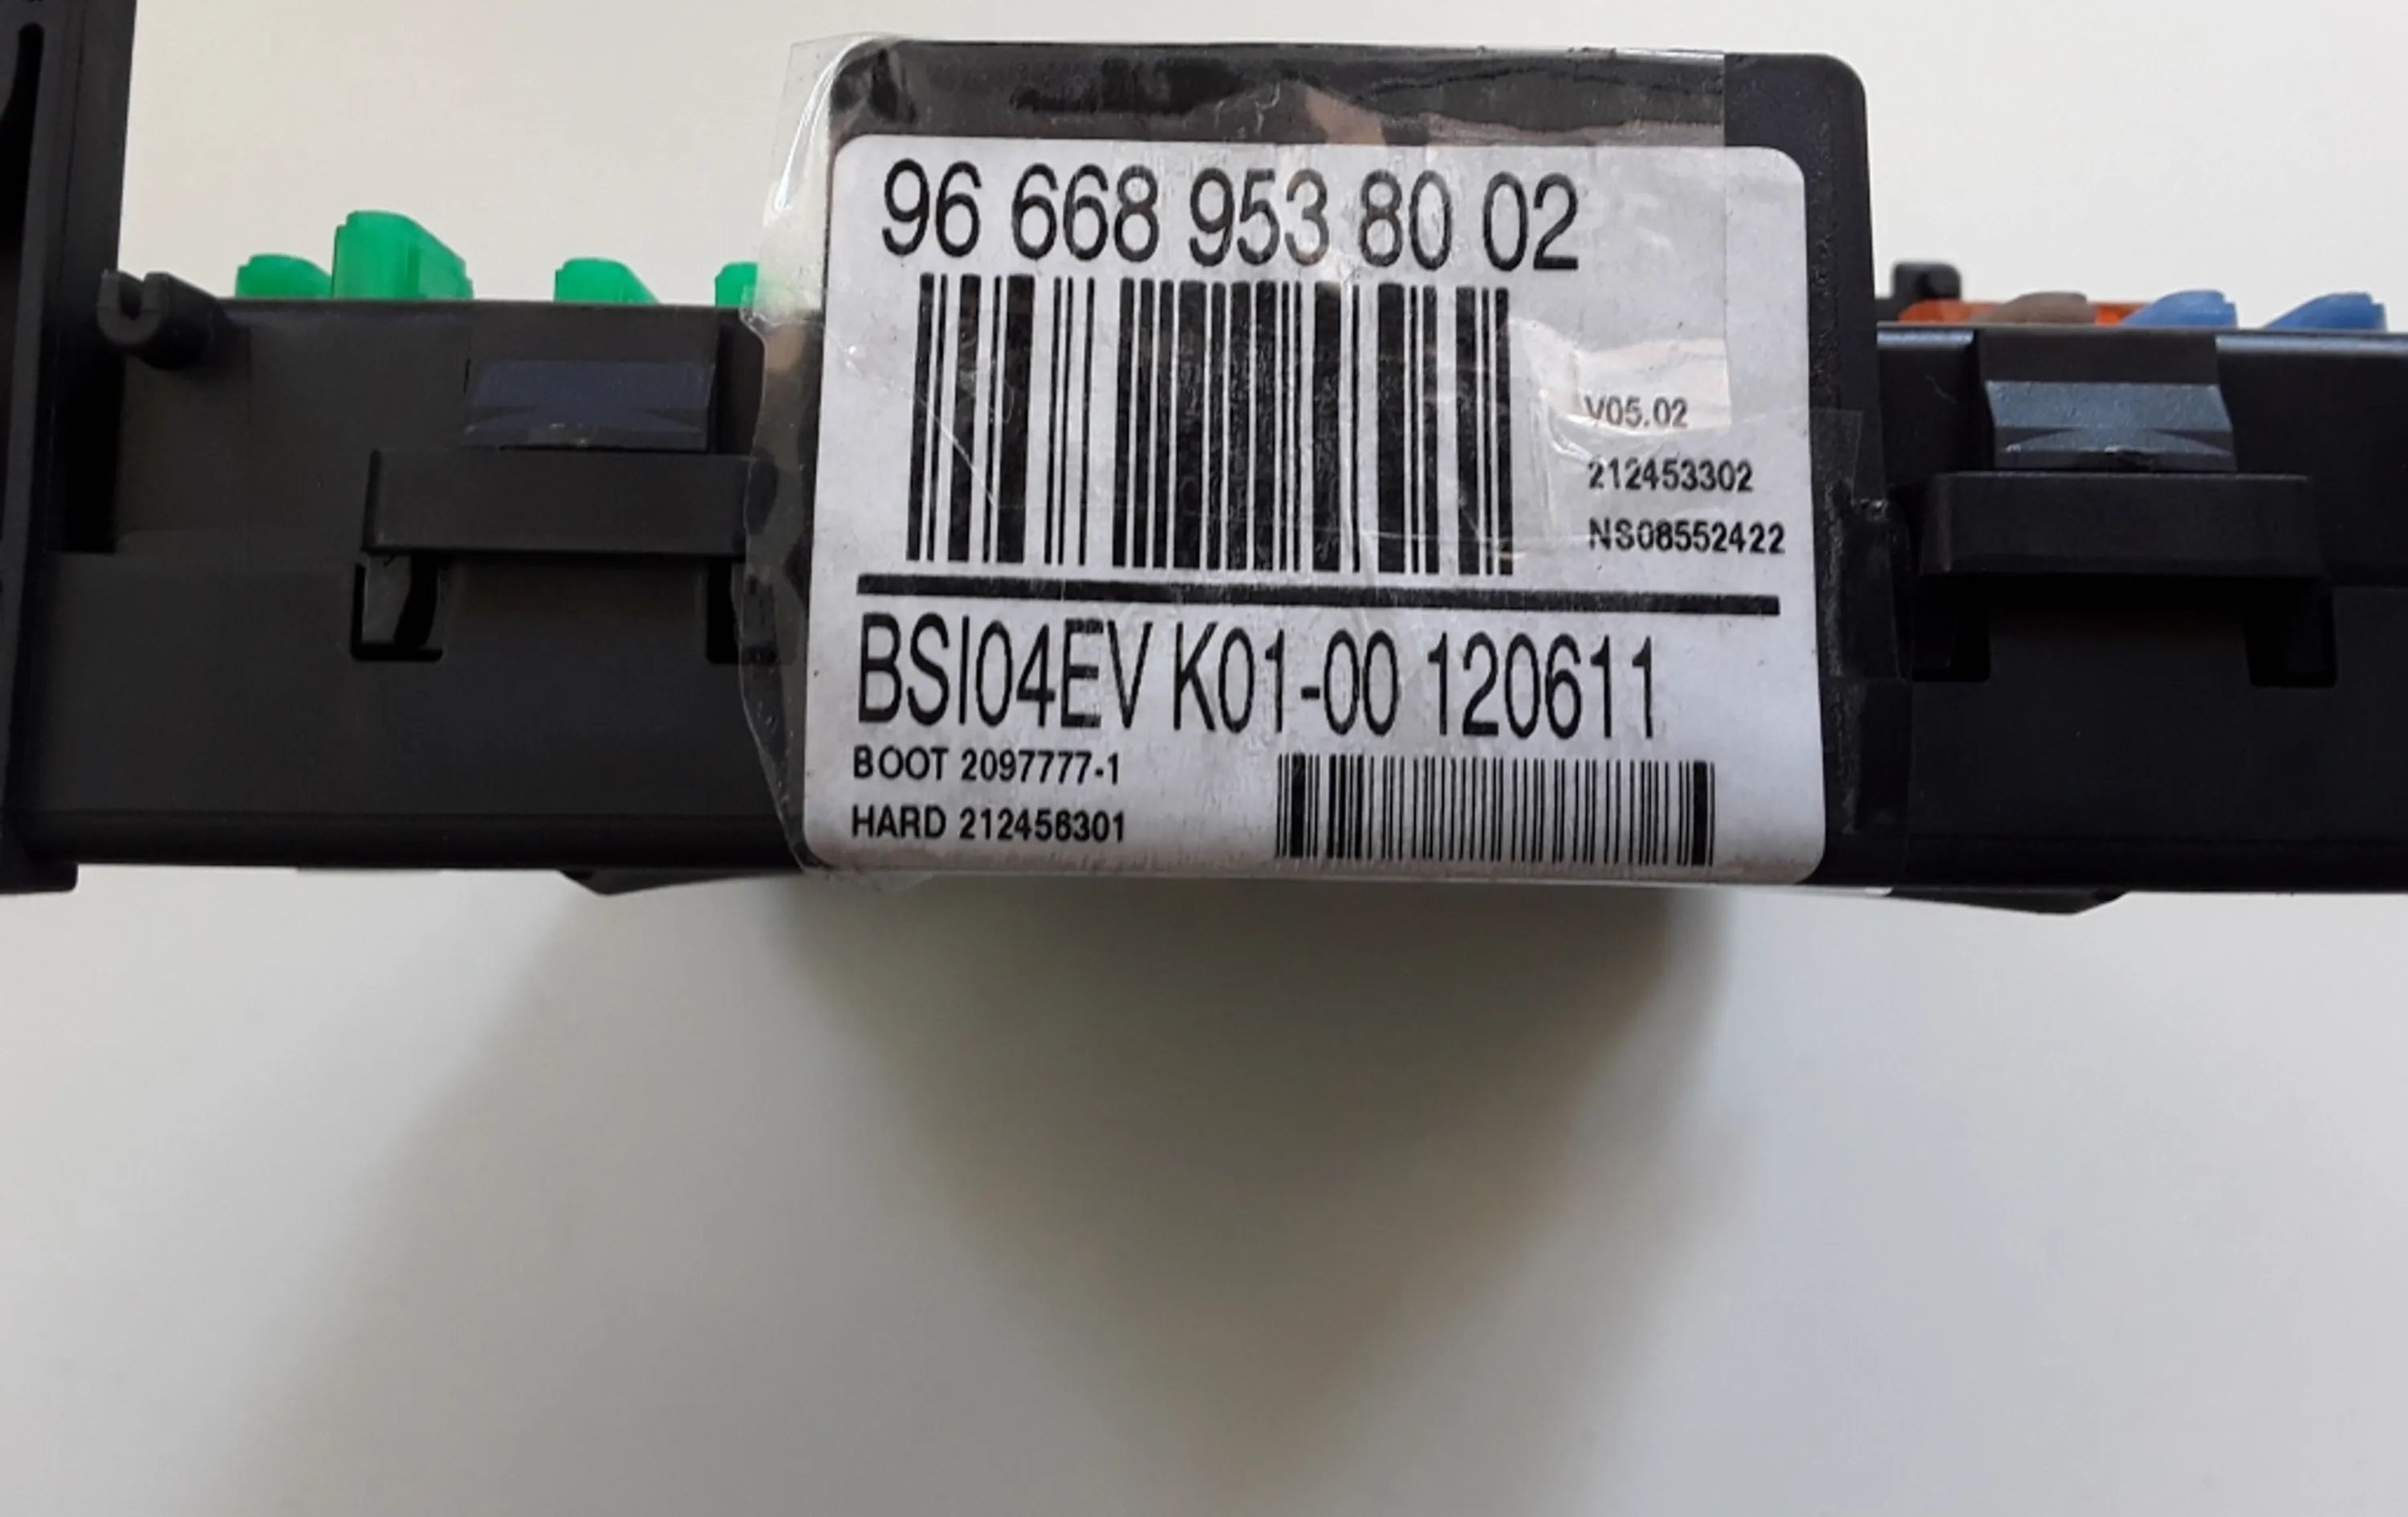 96 668 953 80 02
V05.02
212453302
NS08552422
BSI04EV K01-00 120611
BOOT 2097777-1
HARD 212456301